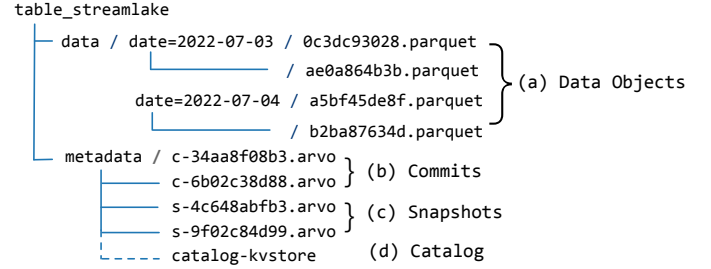 table_streamlake
data / date=2022-07-03 / 0c3dc93028.parquet
/ ae0a864b3b.parquet
(a) Data Objects
date=2022-07-04 / a5bf45de8f.parquet
/ b2ba87634d.parquet
metadata / c-34aa8f08b3.arvo
(b) Commits
c-6b02c38d88.arvo
s-4c648abfb3.arvo
(c) Snapshots
s-9f02c84d99.arvo
catalog-kvstore (d) Catalog